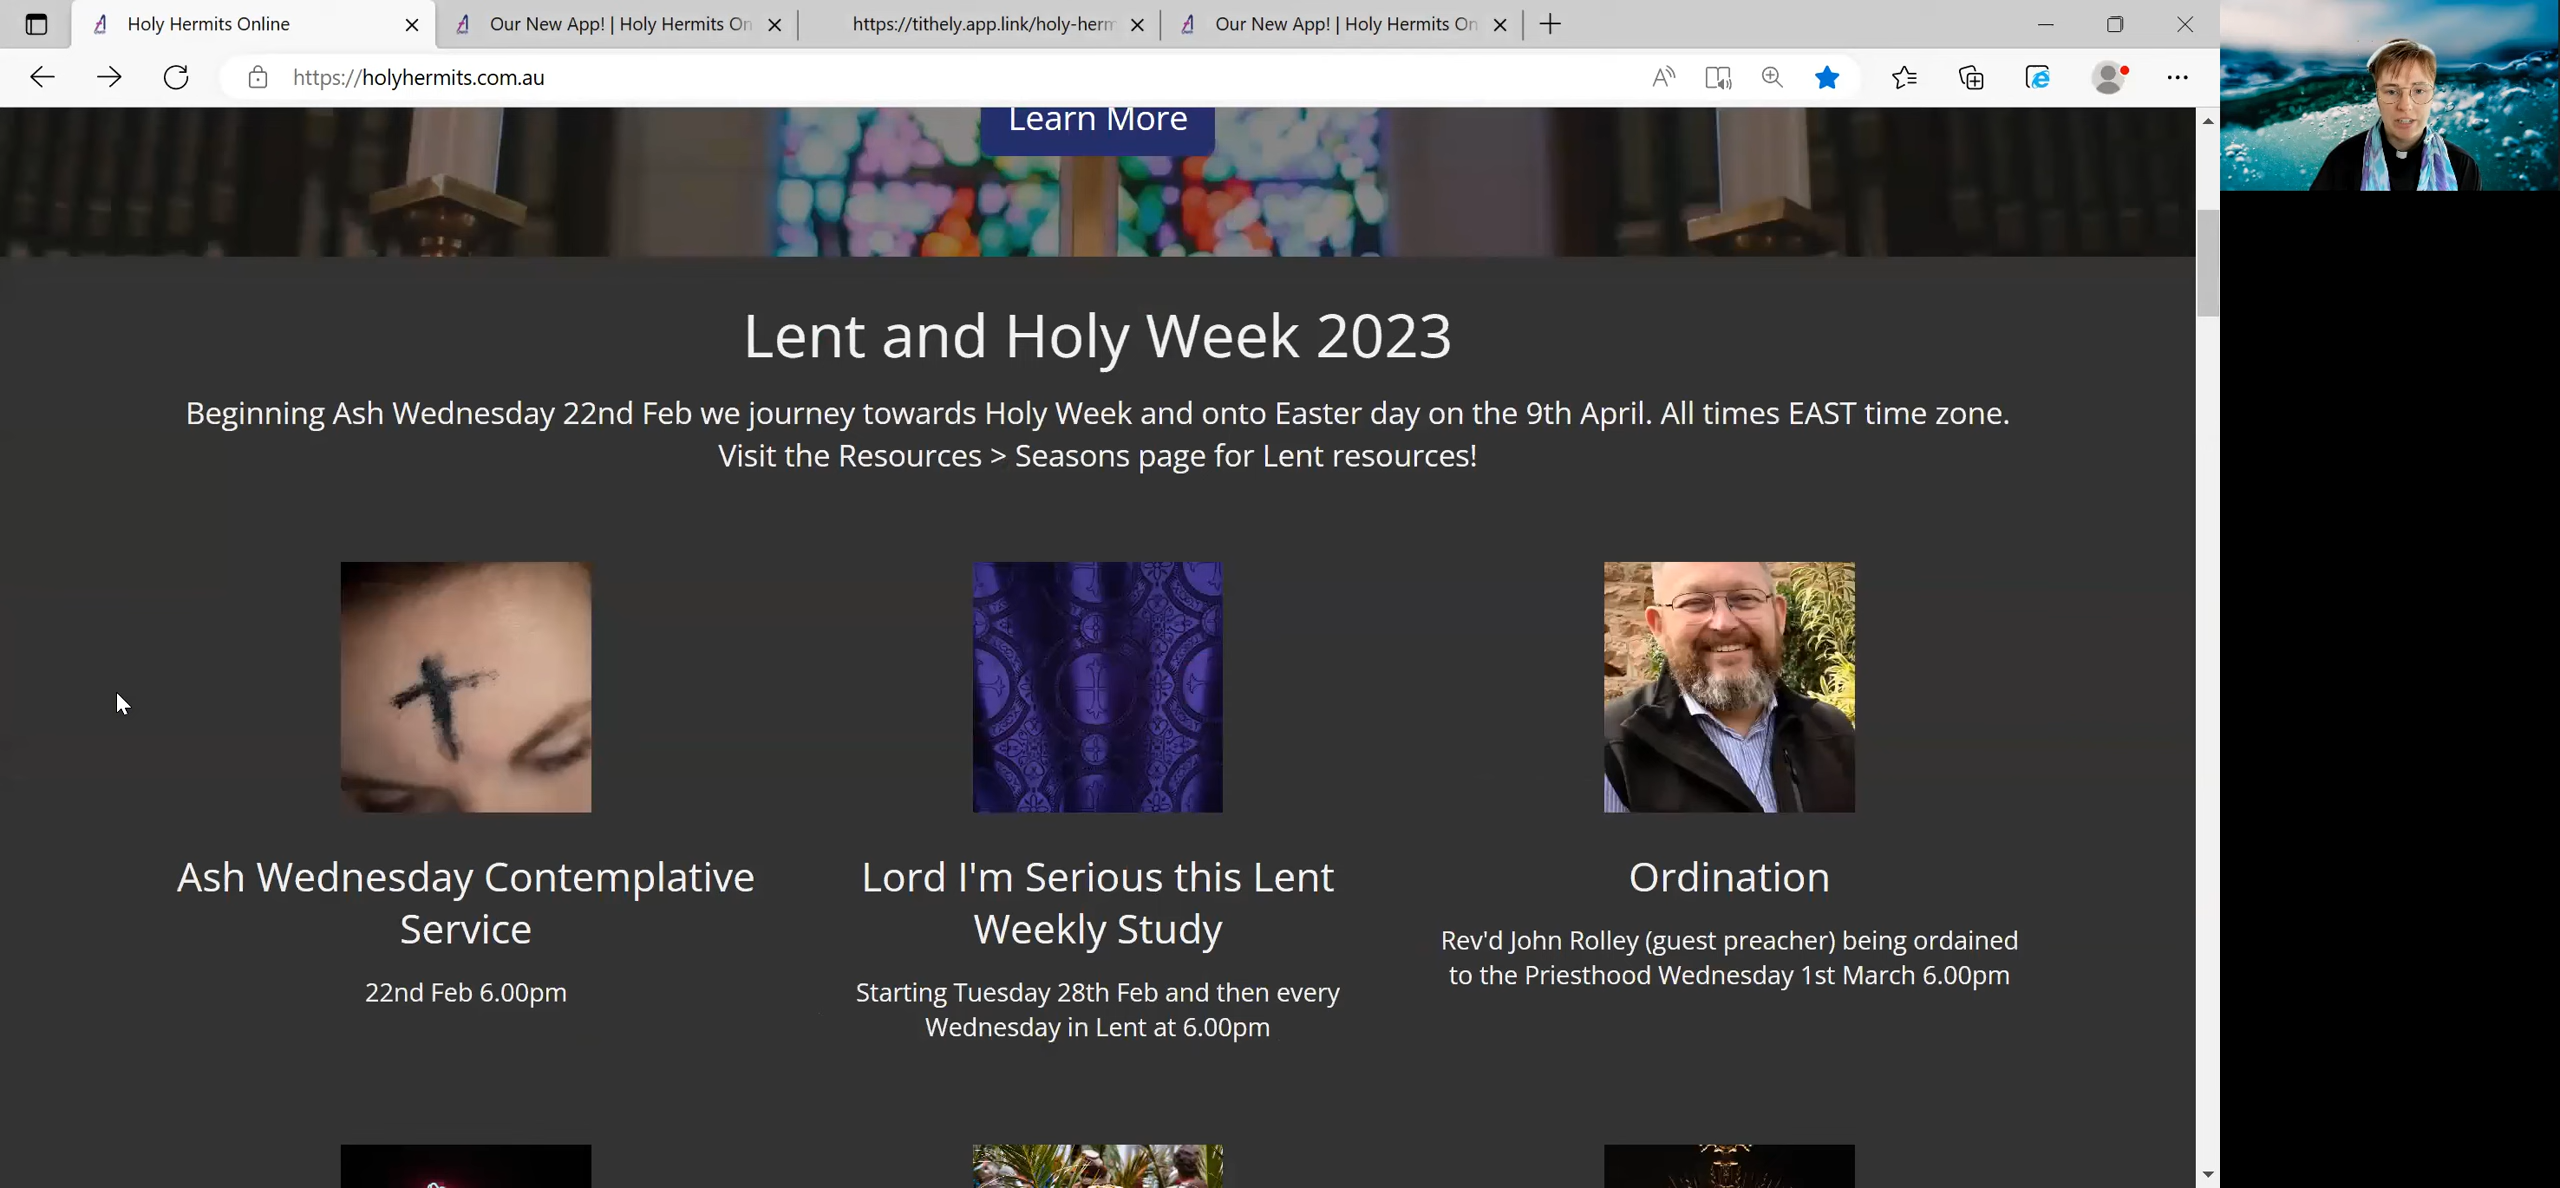 Holy Hermits Online
Our New App! | Holy Hermits On
https://tithely.app.link/holy-herm
Our New App! | Holy Hermits On
https://holyhermits.com.au
Learn More
Lent and Holy Week 2023
Beginning Ash Wednesday 22nd Feb we journey towards Holy Week and onto Easter day on the 9th April. All times EAST time zone.
Visit the Resources > Seasons page for Lent resources!
Ash Wednesday Contemplative
Service
22nd Feb 6.00pm
Lord I'm Serious this Lent
Weekly Study
Starting Tuesday 28th Feb and then every
Wednesday in Lent at 6.00pm
Ordination
Rev'd John Rolley (guest preacher) being ordained
to the Priesthood Wednesday 1st March 6.00pm